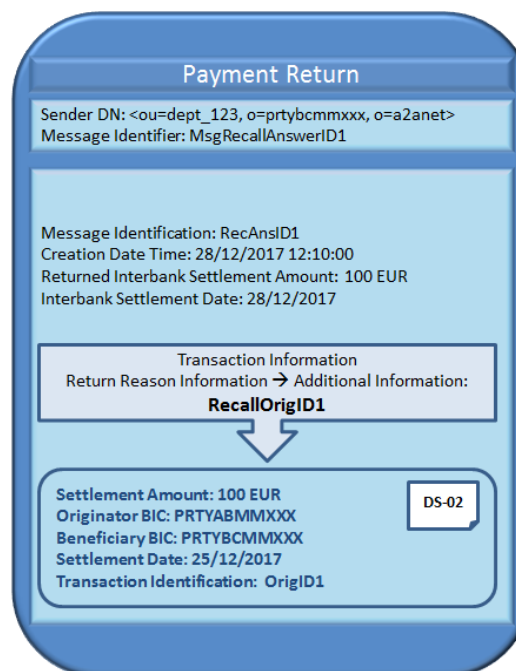 Payment Return
Sender DN: <ou=dept_123, o=prtybcmmxxx, o=a2anet>
Message Identifier: MsgRecallAnswerID1
Message Identification: RecAnsID1
Creation Date Time: 28/12/2017 12:10:00
Returned Interbank Settlement Amount: 100 EUR
Interbank Settlement Date: 28/12/2017
Transaction Information
Return Reason Information → Additional Information:
RecallOrigID1
Settlement Amount: 100 EUR
Originator BIC: PRTYABMMXXX
Beneficiary BIC: PRTYBCMMXXX
Settlement Date: 25/12/2017
Transaction Identification: OrigID1
DS-02